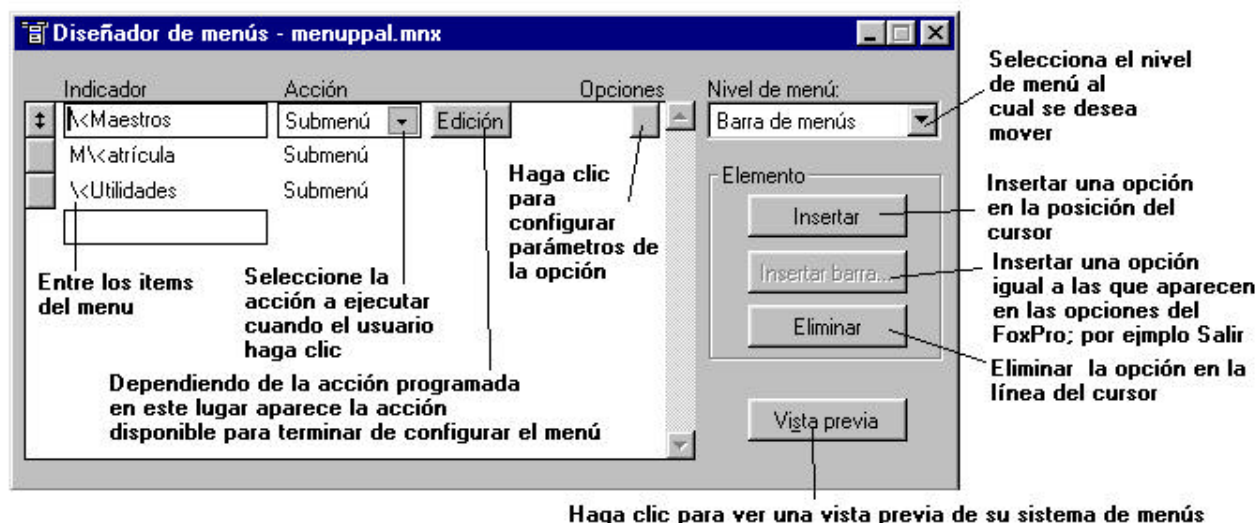 Diseñador de menús - menuppal.mnx
Indicador Acción Opciones Nivel de menú:
\<Maestros Submenú Edición Barra de menús
M\<atrícula Submenú
\<Utilidades Submenú
Selecciona el nivel
de menú al
cual se desea
mover
Haga clic
para
configurar
parámetros de
la opción
Elemento
Insertar
Insertar barra...
Eliminar
Insertar una opción
en la posición del
cursor
Insertar una opción
igual a las que aparecen
en las opciones del
FoxPro; por ejmplo Salir
Eliminar la opción en la
línea del cursor
Entre los items
del menu
Seleccione la
acción a ejecutar
cuando el usuario
haga clic
Dependiendo de la acción programada
en este lugar aparece la acción
disponible para terminar de configurar el menú
Vista previa
Haga clic para ver una vista previa de su sistema de menús